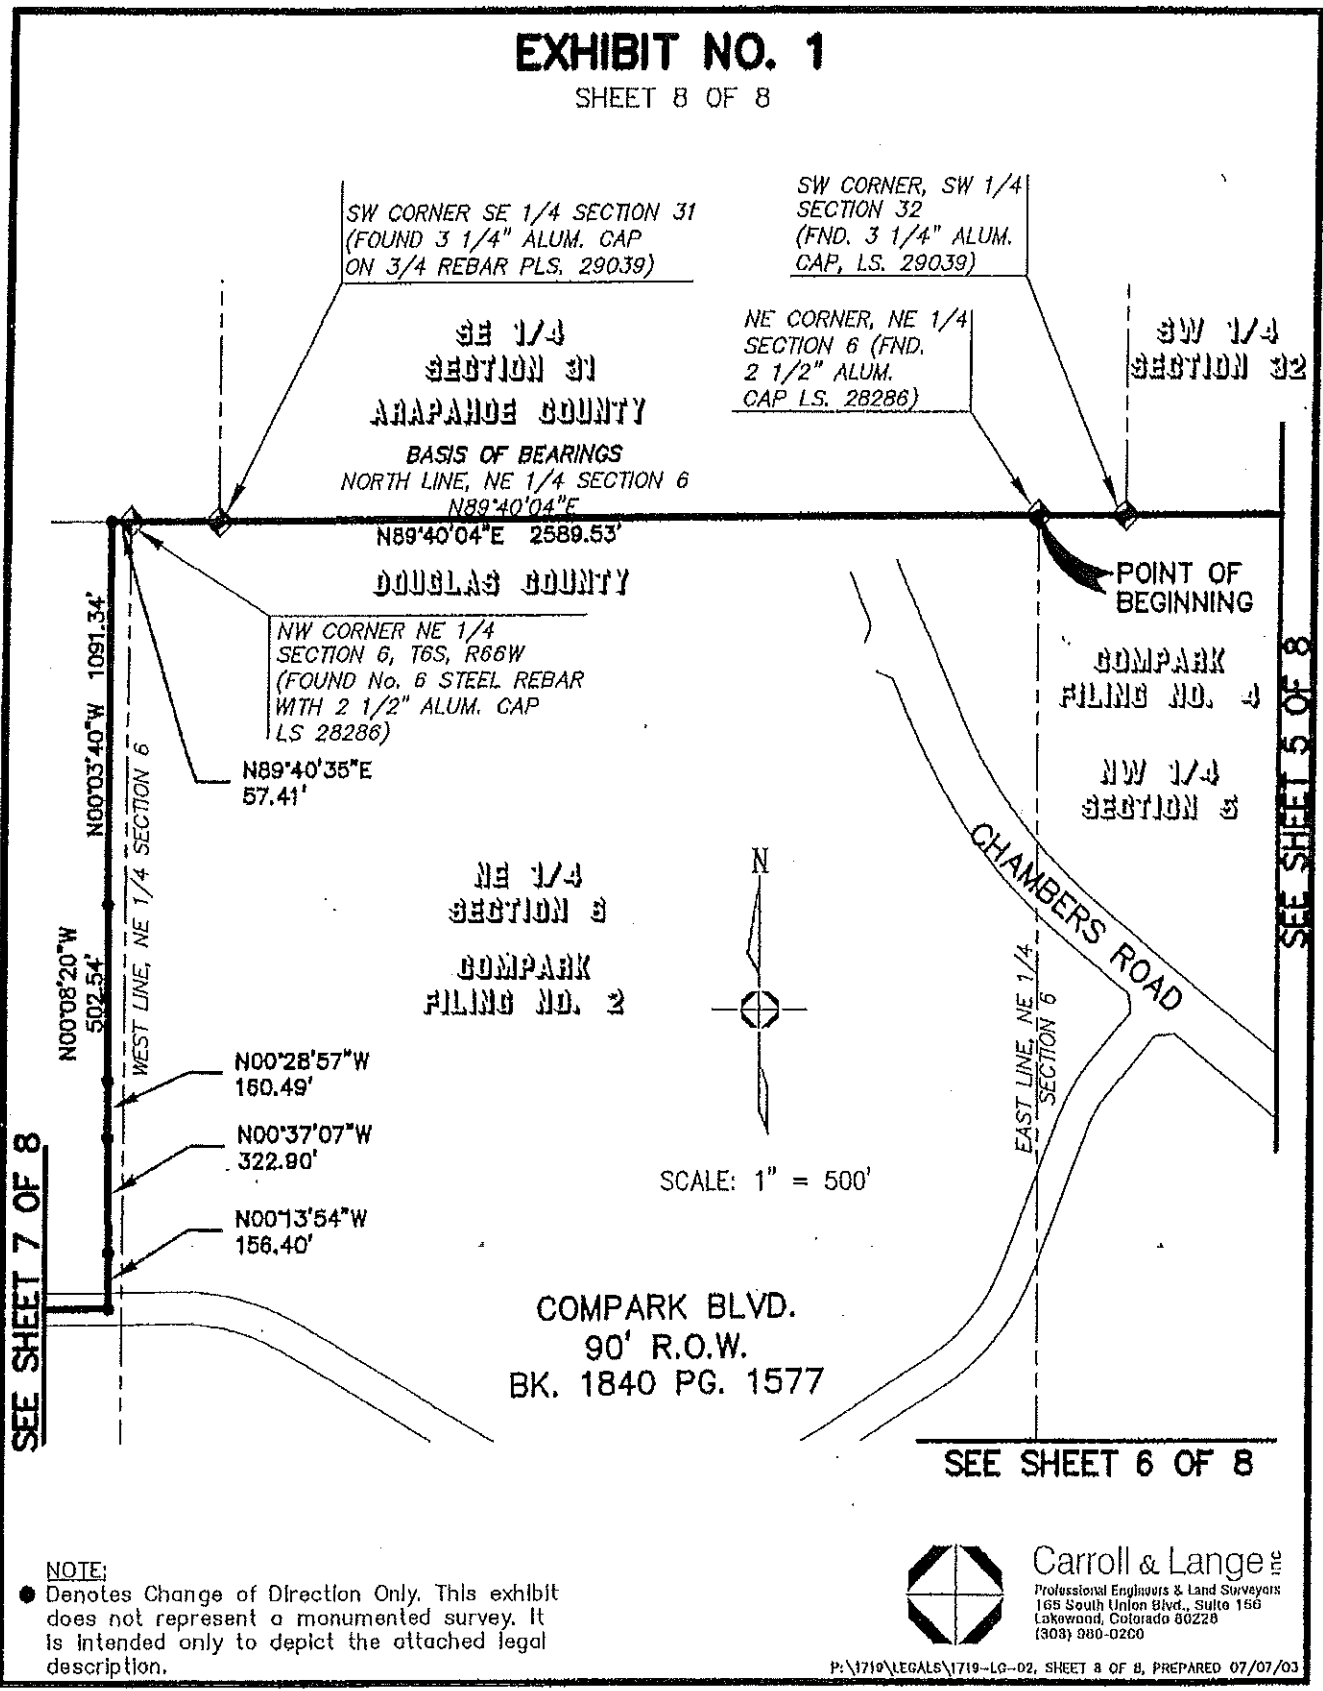 EXHIBIT NO. 1
SHEET 8 OF 8
SW CORNER SE 1/4 SECTION 31
(FOUND 3 1/4" ALUM. CAP
ON 3/4 REBAR PLS. 29039)
SW CORNER, SW 1/4
SECTION 32
(FND. 3 1/4" ALUM.
CAP, LS. 29039)
NE CORNER, NE 1/4
SECTION 6 (FND.
2 1/2" ALUM.
CAP LS. 28286)
SW 1/4
SECTION 32
SE 1/4
SECTION 31
ARAPAHOE COUNTY
BASIS OF BEARINGS
NORTH LINE, NE 1/4 SECTION 6
N89°40'04"E
N89°40'04"E 2589.53'
DOUGLAS COUNTY
NW CORNER NE 1/4
SECTION 6, T6S, R66W
(FOUND No. 6 STEEL REBAR
WITH 2 1/2" ALUM. CAP
LS 28286)
N89°40'35"E
57.41'
POINT OF
BEGINNING
COMPARK
FILING NO. 4
NW 1/4
SECTION 5
SEE SHEET 5 OF 8
N00°03'40"W 1091.34'
WEST LINE, NE 1/4 SECTION 6
N00°08'20"W
502.54'
NE 1/4
SECTION 6
COMPARK
FILING NO. 2
N
CHAMBERS ROAD
EAST LINE, NE 1/4
SECTION 6
N00°28'57"W
160.49'
N00°37'07"W
322.90'
N00°13'54"W
156.40'
SCALE: 1" = 500'
SEE SHEET 7 OF 8
COMPARK BLVD.
90' R.O.W.
BK. 1840 PG. 1577
SEE SHEET 6 OF 8
NOTE:
Denotes Change of Direction Only. This exhibit
does not represent a monumented survey. It
is intended only to depict the attached legal
description.
Carroll & Lange Inc
Professional Engineers & Land Surveyors
165 South Union Blvd., Suite 156
Lakewood, Colorado 80228
(303) 980-0200
P:\1719\LEGALS\1719-LG-02, SHEET 8 OF 8, PREPARED 07/07/03